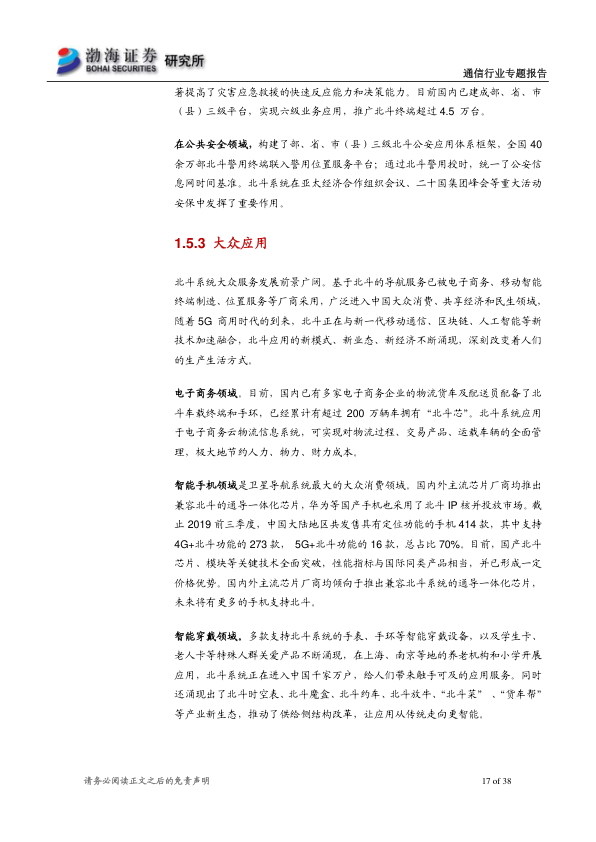 渤海证券
BOHAI SECURITIES
研究所
通信行业专题报告
著提高了灾害应急救援的快速反应能力和决策能力。目前国内已建成部、省、市
（县）三级平台，实现六级业务应用，推广北斗终端超过 4.5 万台。
在公共安全领域，构建了部、省、市（县）三级北斗公安应用体系框架，全国 40
余万部北斗警用终端联入警用位置服务平台；通过北斗警用授时，统一了公安信
息网时间基准。北斗系统在亚太经济合作组织会议、二十国集团峰会等重大活动
安保中发挥了重要作用。
1.5.3 大众应用
北斗系统大众服务发展前景广阔。基于北斗的导航服务已被电子商务、移动智能
终端制造、位置服务等厂商采用，广泛进入中国大众消费、共享经济和民生领域，
随着 5G 商用时代的到来，北斗正在与新一代移动通信、区块链、人工智能等新
技术加速融合，北斗应用的新模式、新业态、新经济不断涌现，深刻改变着人们
的生产生活方式。
电子商务领域。目前，国内已有多家电子商务企业的物流货车及配送员配备了北
斗车载终端和手环，已经累计有超过 200 万辆车拥有“北斗芯”。北斗系统应用
于电子商务云物流信息系统，可实现对物流过程、交易产品、运载车辆的全面管
理，极大地节约人力、物力、财力成本。
智能手机领域是卫星导航系统最大的大众消费领域。国内外主流芯片厂商均推出
兼容北斗的通导一体化芯片，华为等国产手机也采用了北斗 IP 核并投放市场。截
止 2019 前三季度，中国大陆地区共发售具有定位功能的手机 414 款，其中支持
4G+北斗功能的 273 款， 5G+北斗功能的 16 款，总占比 70%。目前，国产北斗
芯片、模块等关键技术全面突破，性能指标与国际同类产品相当，并已形成一定
价格优势。国内外主流芯片厂商均倾向于推出兼容北斗系统的通导一体化芯片，
未来将有更多的手机支持北斗。
智能穿戴领域。多款支持北斗系统的手表、手环等智能穿戴设备，以及学生卡、
老人卡等特殊人群关爱产品不断涌现，在上海、南京等地的养老机构和小学开展
应用，北斗系统正在进入中国千家万户，给人们带来触手可及的应用服务。同时
还涌现出了北斗时空表、北斗魔盒、北斗约车、北斗放牛、“北斗菜” 、“货车帮”
等产业新生态，推动了供给侧结构改革，让应用从传统走向更智能。
请务必阅读正文之后的免责声明
17 of 38